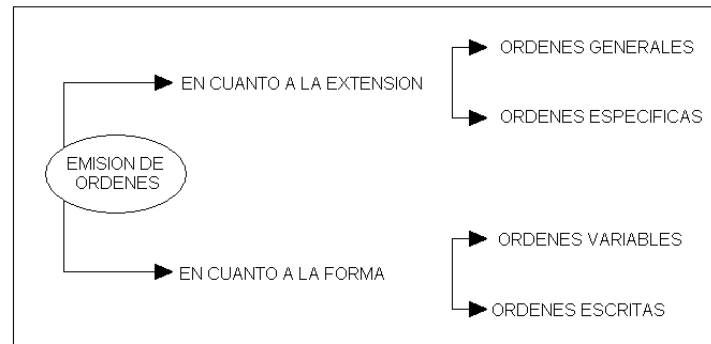 ORDENES GENERALES
EN CUANTO A LA EXTENSION
ORDENES ESPECIFICAS
EMISION DE
ORDENES
ORDENES VARIABLES
EN CUANTO A LA FORMA
ORDENES ESCRITAS